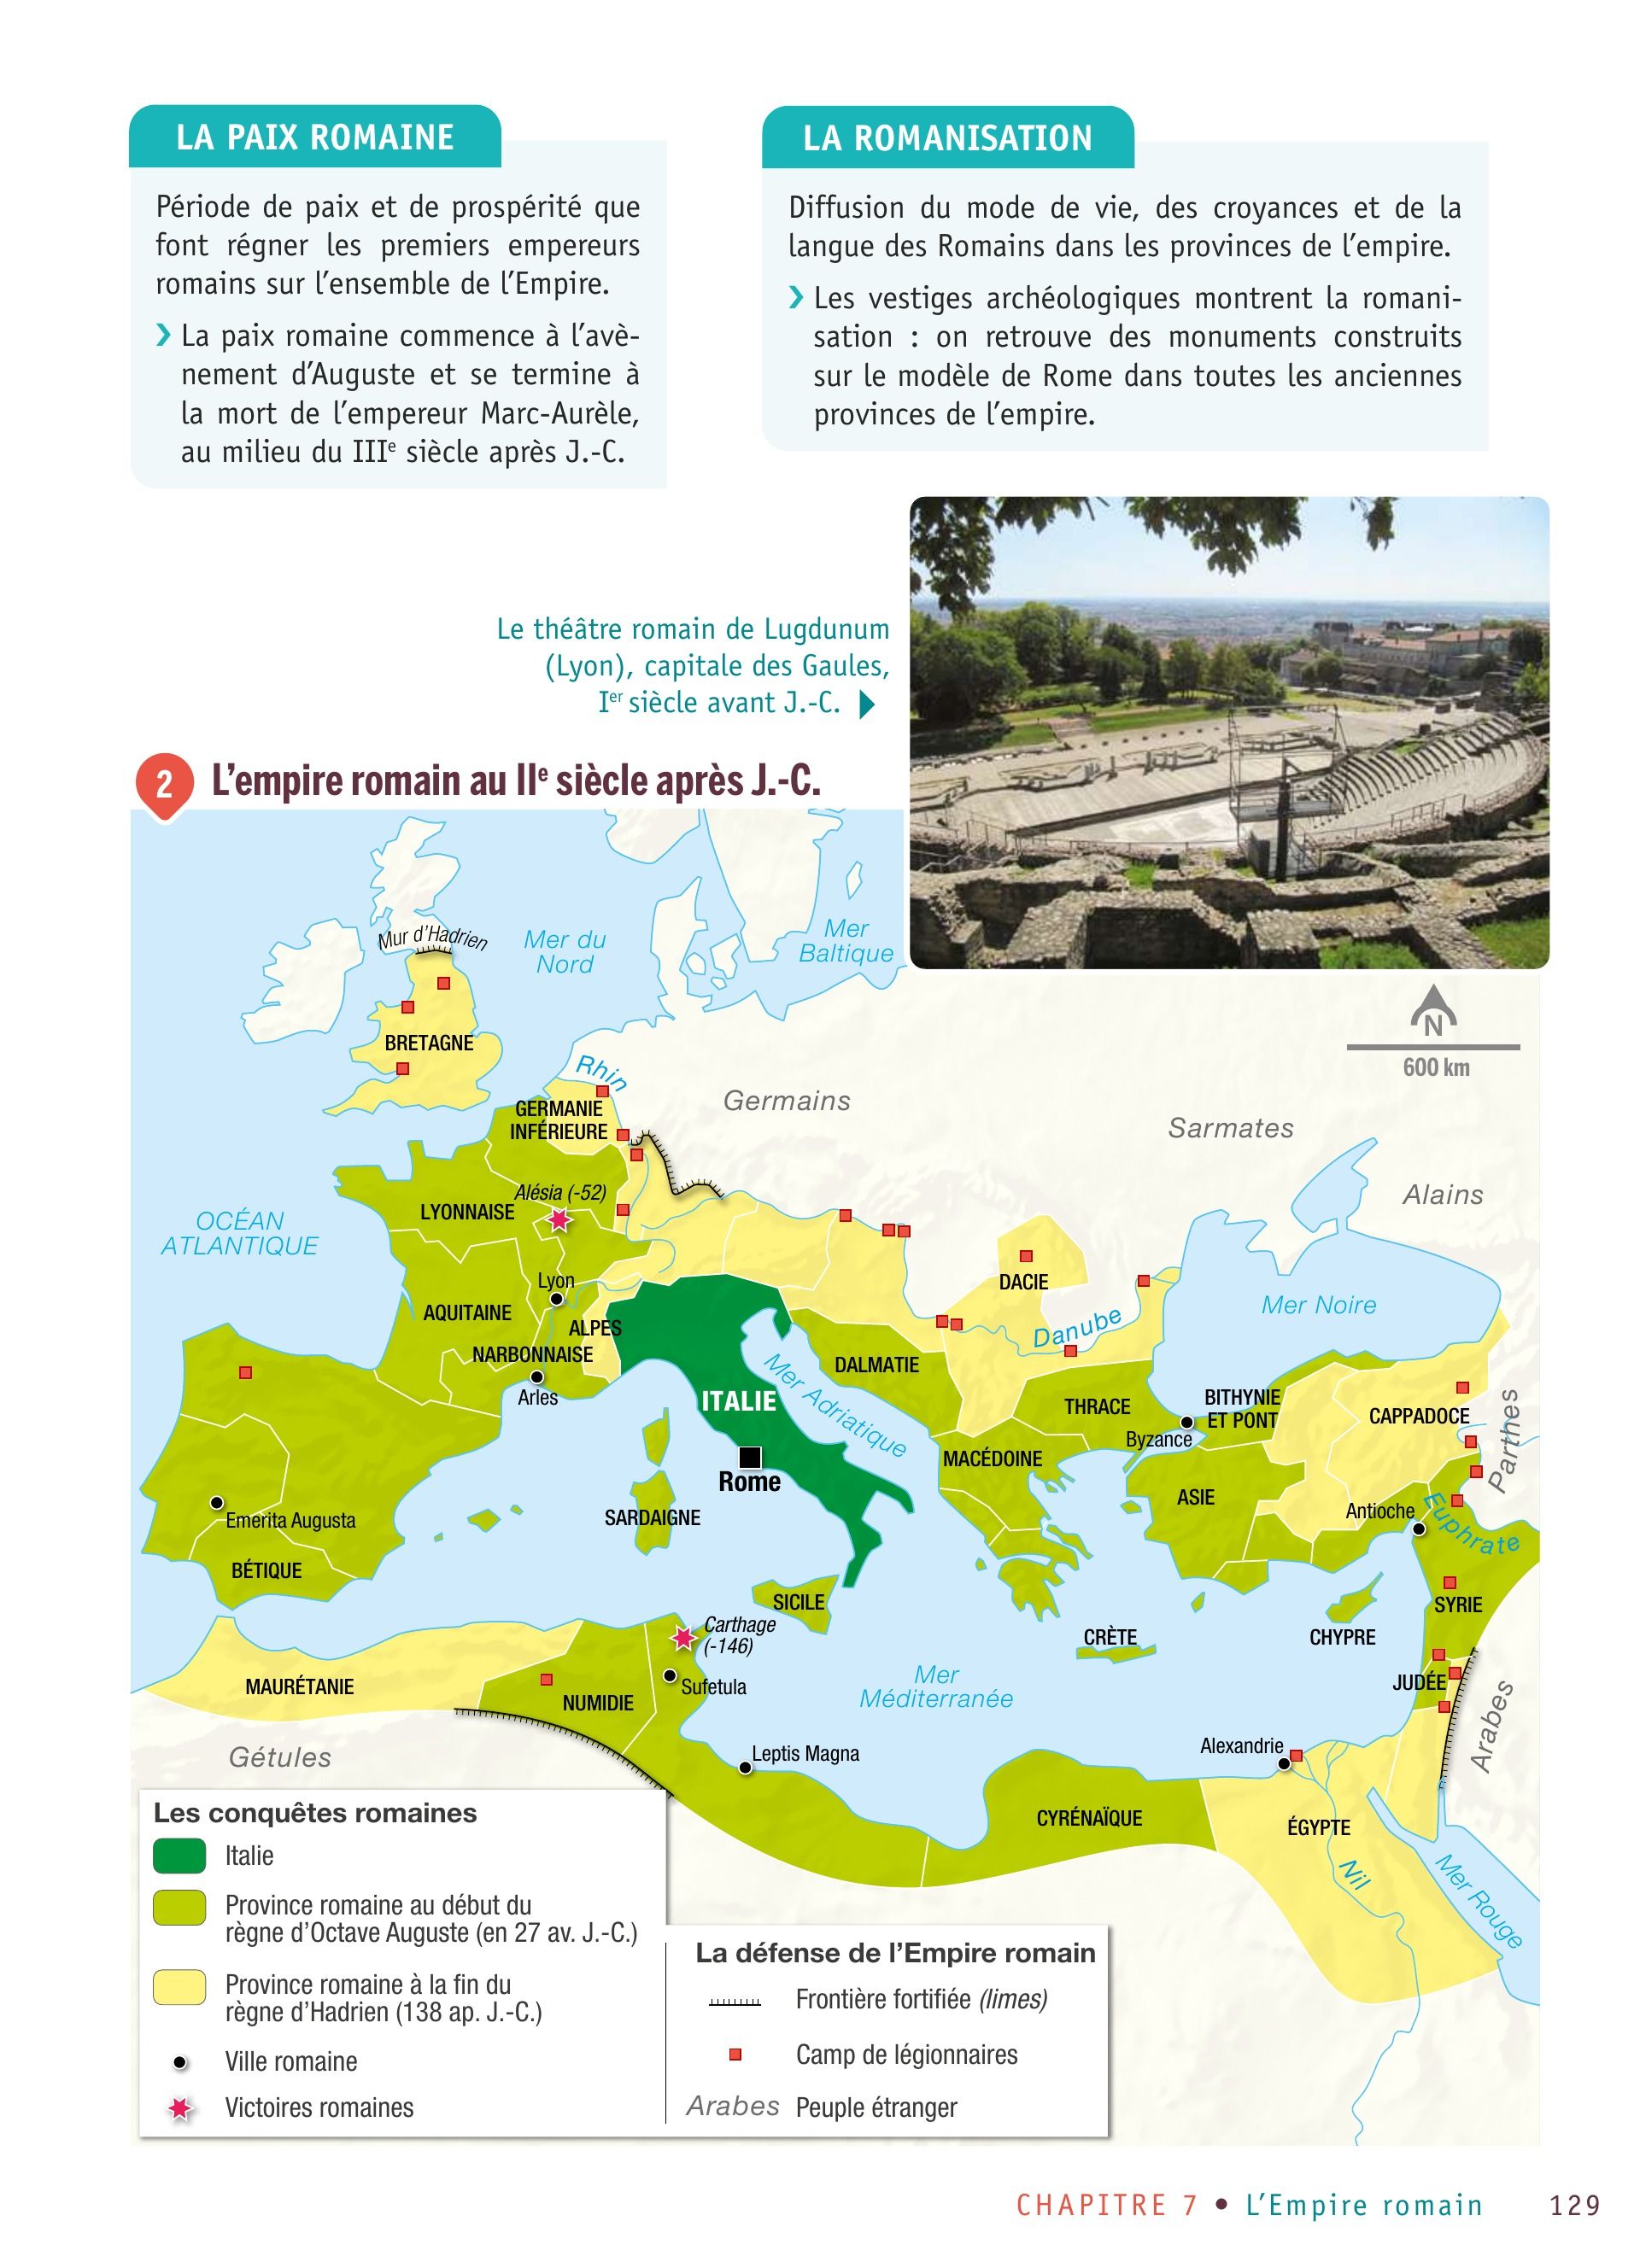 LA PAIX ROMAINE
Période de paix et de prospérité que
font régner les premiers empereurs
romains sur l'ensemble de l'Empire.
› La paix romaine commence à l'avè-
nement d'Auguste et se termine à
la mort de l'empereur Marc-Aurèle,
au milieu du IIIe siècle après J.-C.
LA ROMANISATION
Diffusion du mode de vie, des croyances et de la
langue des Romains dans les provinces de l'empire.
› Les vestiges archéologiques montrent la romani-
sation : on retrouve des monuments construits
sur le modèle de Rome dans toutes les anciennes
provinces de l'empire.
Le théâtre romain de Lugdunum
(Lyon), capitale des Gaules,
Ier siècle avant J.-C.
2 L'empire romain au IIe siècle après J.-C.
Mur d'Hadrien
Mer du
Nord
Mer
Baltique
N
600 km
BRETAGNE
Rhin
Germains
GERMANIE
INFÉRIEURE
Sarmates
Alains
Alésia (-52)
LYONNAISE
OCÉAN
ATLANTIQUE
Lyon
DACIE
Mer Noire
AQUITAINE
ALPES
Danube
NARBONNAISE
Arles
DALMATIE
Mer Adriatique
ITALIE
THRACE
BITHYNIE
ET PONT
CAPPADOCE
Parthes
Byzance
MACÉDOINE
Rome
ASIE
Antioche
Euphrate
SARDAIGNE
Emerita Augusta
BÉTIQUE
SICILE
SYRIE
Carthage
(-146)
CRÈTE
CHYPRE
MAURÉTANIE
Sufetula
NUMIDIE
Mer
Méditerranée
JUDÉE
Arabes
Gétules
Leptis Magna
Alexandrie
CYRÉNAÏQUE
ÉGYPTE
Nil
Mer Rouge
Les conquêtes romaines
Italie
Province romaine au début du
règne d'Octave Auguste (en 27 av. J.-C.)
Province romaine à la fin du
règne d'Hadrien (138 ap. J.-C.)
Ville romaine
Victoires romaines
La défense de l'Empire romain
Frontière fortifiée (limes)
Camp de légionnaires
Arabes Peuple étranger
CHAPITRE 7 • L'Empire romain 129